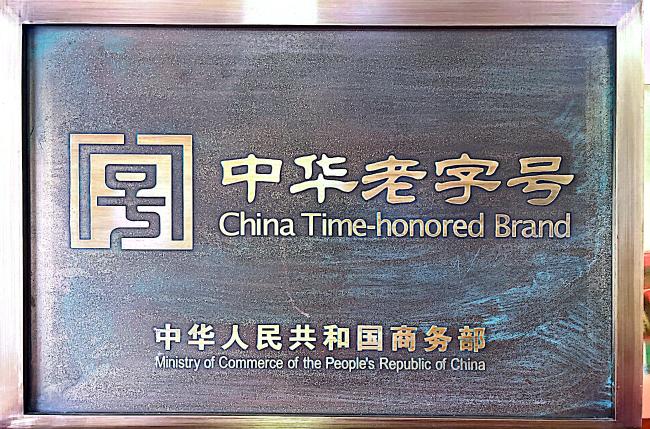 中华老字号
China Time-honored Brand
中华人民共和国商务部
Ministry of Commerce of the People's Republic of China